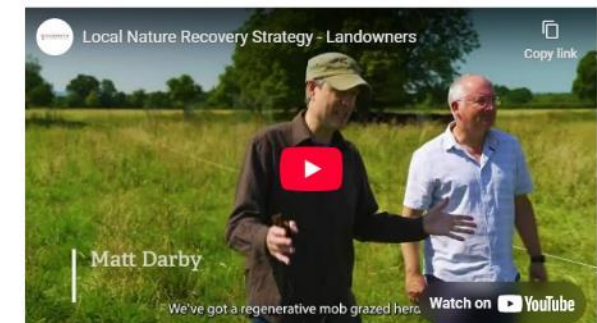 Local Nature Recovery Strategy - Landowners
Copy link
Matt Darby
We've got a regenerative mob grazed herd
Watch on YouTube